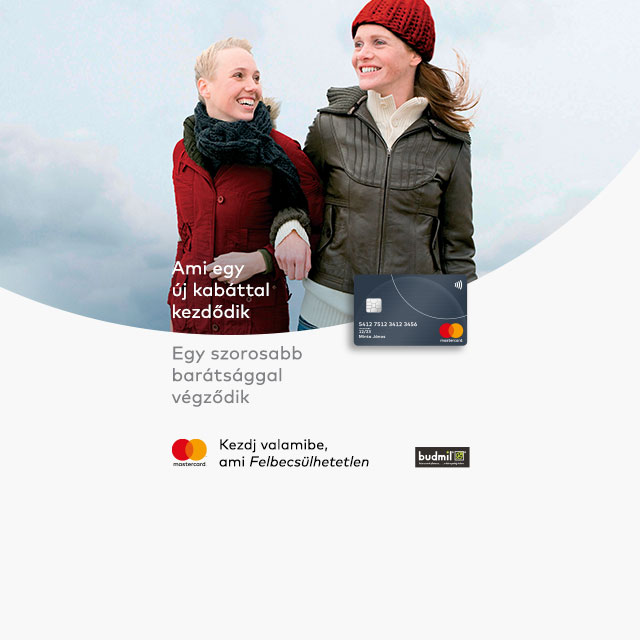 Ami egy
új kabáttal
kezdődik
5412 7512 3412 3456
12/23
Minta János
mastercard
Egy szorosabb
barátsággal
végződik
mastercard
Kezdj valamibe,
ami Felbecsülhetetlen
budmil